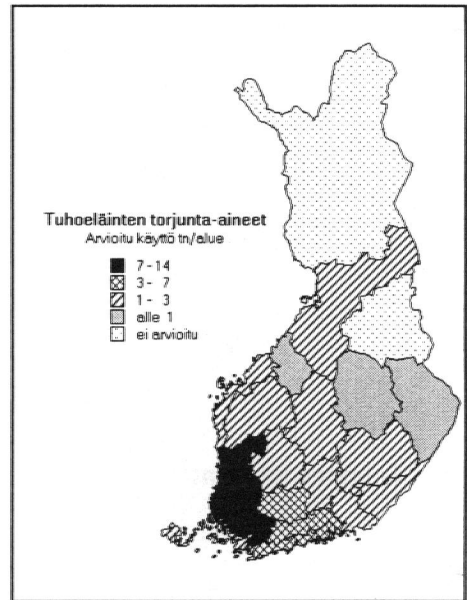 Tuhoeläinten torjunta-aineet
Arvioitu käyttö tn/alue
7 - 14
3 - 7
1 - 3
alle 1
ei arvioitu